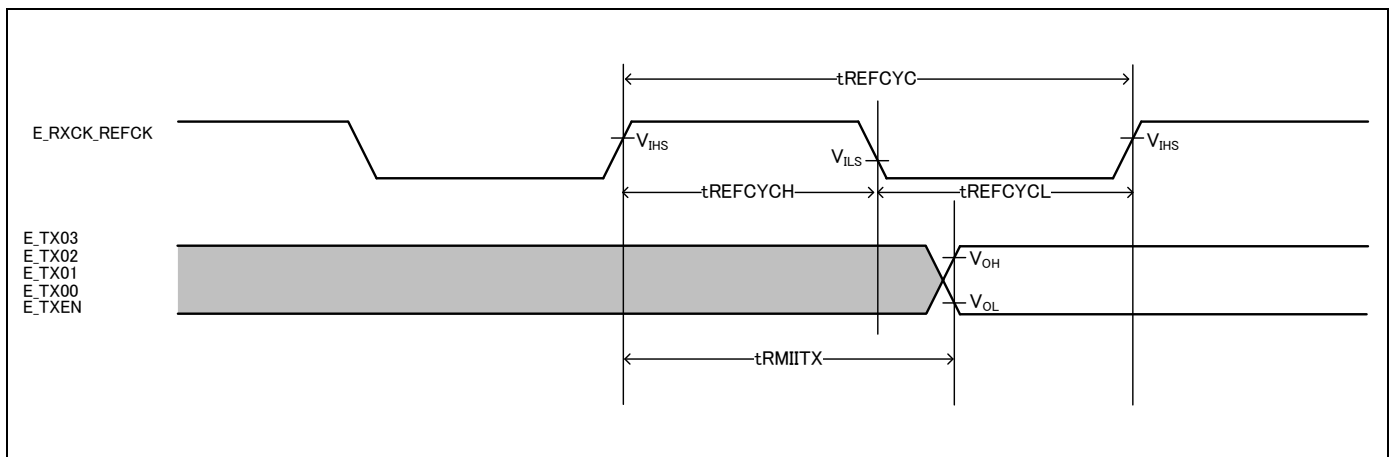 tREFCYC
E_RXCK_REFCK
VIHS
VILS
VIHS
tREFCYCH
tREFCYCL
E_TX03
E_TX02
E_TX01
E_TX00
E_TXEN
VOH
VOL
tRMIITX